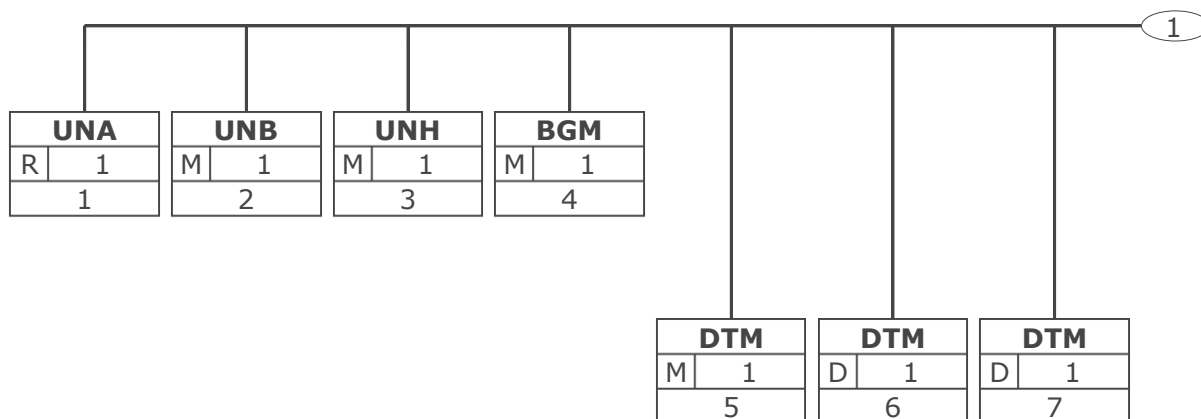 1
UNA UNB UNH BGM
R 1 M 1 M 1 M 1
1 2 3 4
DTM DTM DTM
M 1 D 1 D 1
5 6 7